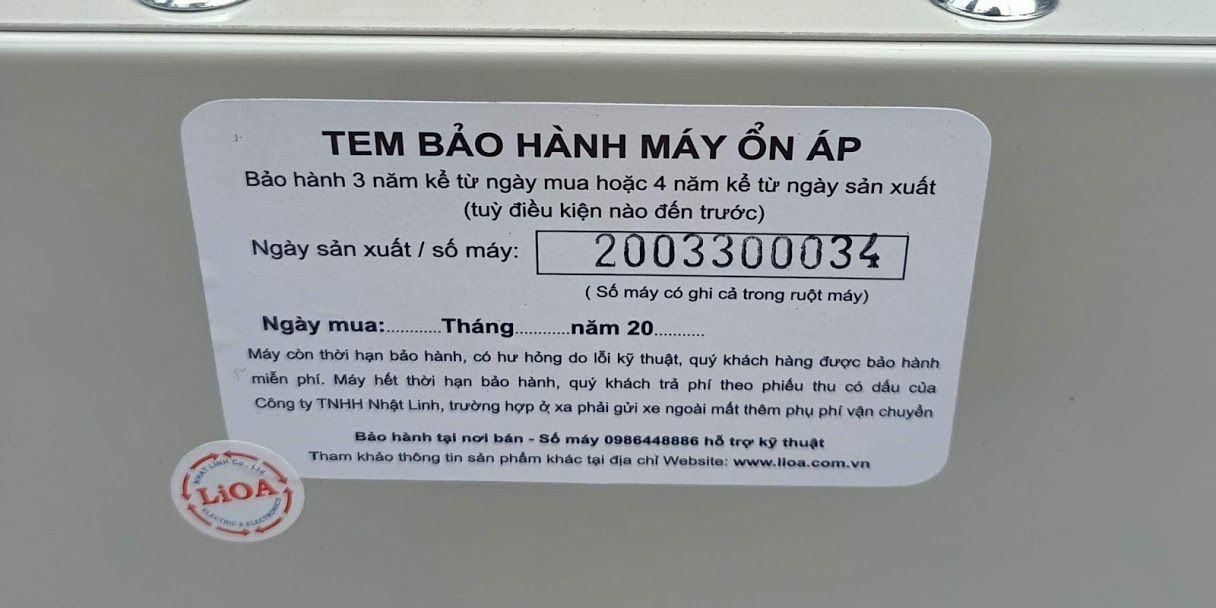 TEM BẢO HÀNH MÁY ỔN ÁP
Bảo hành 3 năm kể từ ngày mua hoặc 4 năm kể từ ngày sản xuất
(tuỳ điều kiện nào đến trước)
Ngày sản xuất / số máy: 2003300034
( Số máy có ghi cả trong ruột máy)
Ngày mua:...........Tháng...........năm 20...........
Máy còn thời hạn bảo hành, có hư hỏng do lỗi kỹ thuật, quý khách hàng được bảo hành
miễn phí. Máy hết thời hạn bảo hành, quý khách trả phí theo phiếu thu có dấu của
Công ty TNHH Nhật Linh, trường hợp ở xa phải gửi xe ngoài mất thêm phụ phí vận chuyển
Bảo hành tại nơi bán - Số máy 0986448886 hỗ trợ kỹ thuật
Tham khảo thông tin sản phẩm khác tại địa chỉ Website: www.lioa.com.vn
NHAT LINH Co., Ltd
LiOA
ELECTRIC & ELECTRONICS